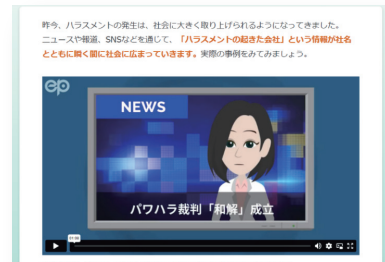 昨今、ハラスメントの発生は、社会に大きく取り上げられるようになってきました。
ニュースや報道、SNSなどを通じて、「ハラスメントの起きた会社」という情報が社名
とともに瞬く間に社会に広まっていきます。実際の事例をみてみましょう。
ep
NEWS
パワハラ裁判「和解」成立